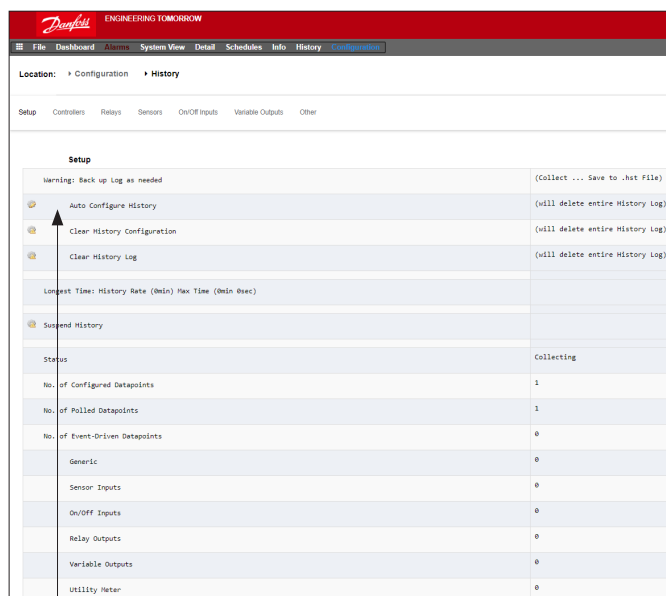 Danfoss ENGINEERING TOMORROW
File Dashboard Alarms System View Detail Schedules Info History Configuration
Location: Configuration History
Setup Controllers Relays Sensors On/Off Inputs Variable Outputs Other
Setup
Warning: Back up Log as needed (Collect ... Save to .hst File)
Auto Configure History (will delete entire History Log)
Clear History Configuration (will delete entire History Log)
Clear History Log (will delete entire History Log)
Longest Time: History Rate (0min) Max Time (0min 0sec)
Suspend History
Status Collecting
No. of Configured Datapoints 1
No. of Polled Datapoints 1
No. of Event-Driven Datapoints 0
Generic 0
Sensor Inputs 0
On/Off Inputs 0
Relay Outputs 0
Variable Outputs 0
Utility Meter 0